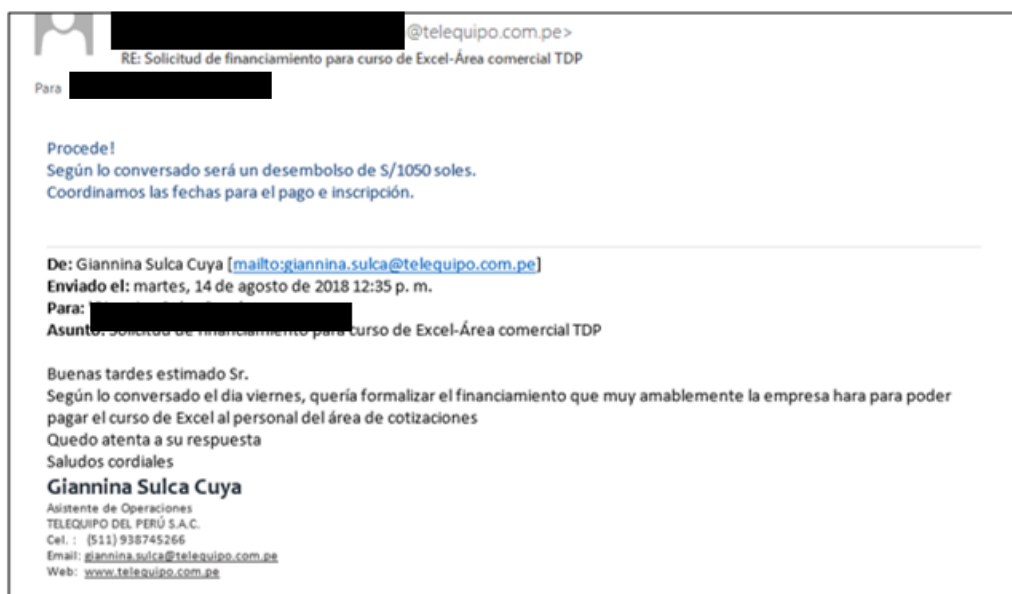 @telequipo.com.pe>
RE: Solicitud de financiamiento para curso de Excel-Área comercial TDP
Para
Procede!
Según lo conversado será un desembolso de S/1050 soles.
Coordinamos las fechas para el pago e inscripción.
De: Giannina Sulca Cuya [mailto:giannina.sulca@telequipo.com.pe]
Enviado el: martes, 14 de agosto de 2018 12:35 p. m.
Para:
Asunto: Solicitud de financiamiento para curso de Excel-Área comercial TDP
Buenas tardes estimado Sr.
Según lo conversado el dia viernes, quería formalizar el financiamiento que muy amablemente la empresa hara para poder
pagar el curso de Excel al personal del área de cotizaciones
Quedo atenta a su respuesta
Saludos cordiales
Giannina Sulca Cuya
Asistente de Operaciones
TELEQUIPO DEL PERÚ S.A.C.
Cel. : (511) 938745266
Email: giannina.sulca@telequipo.com.pe
Web: www.telequipo.com.pe